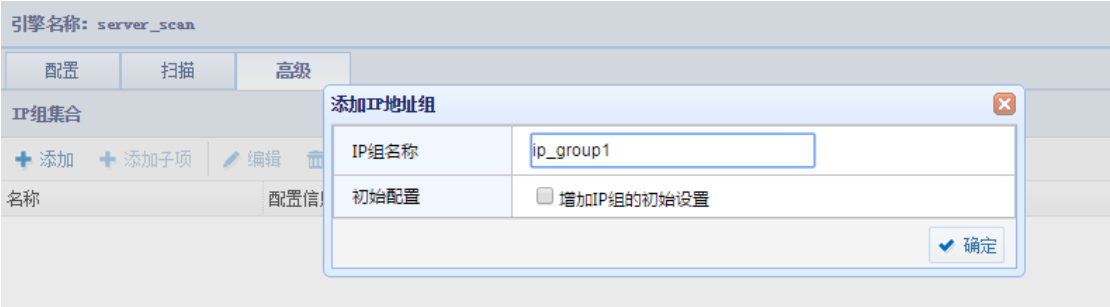 引擎名称: server_scan
配置 扫描 高级
IP组集合
添加 添加子项 编辑
名称 配置信息
添加IP地址组
IP组名称 ip_group1
初始配置 增加IP组的初始设置
确定